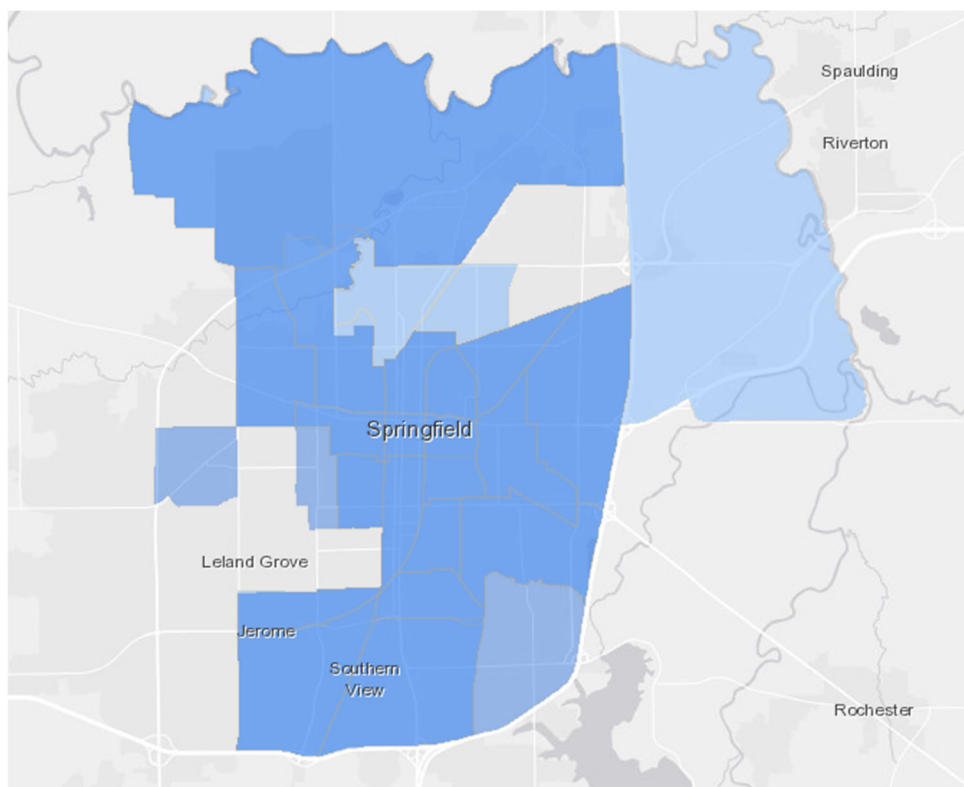 Spaulding
Riverton
Springfield
Leland Grove
Jerome
Southern
View
Rochester